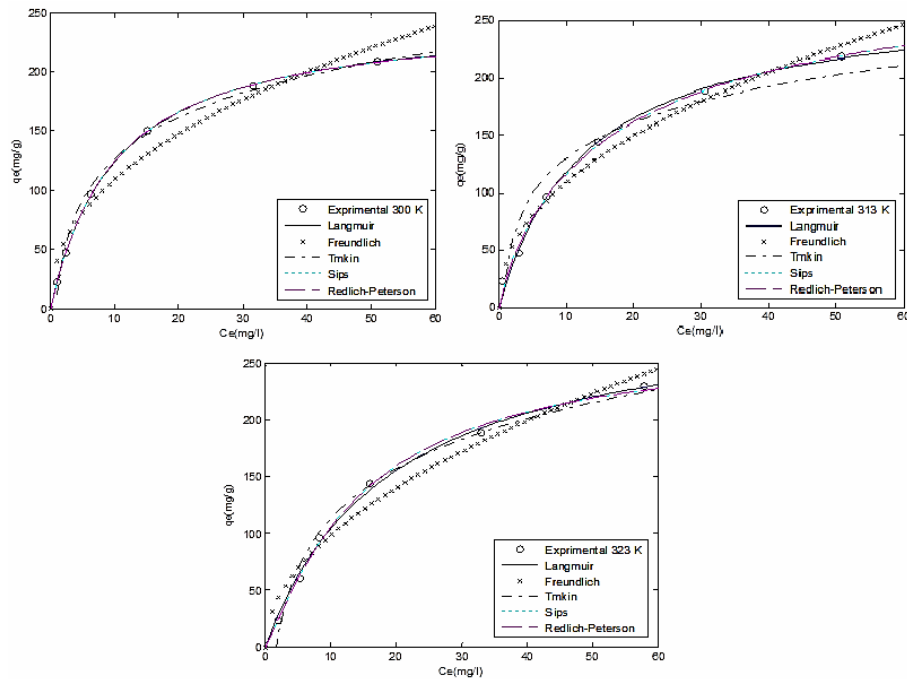 250
200
150
100
50
0
qe(mg/g)
0 10 20 30 40 50 60
Ce(mg/l)
Exprimental 300 K
Langmuir
Freundlich
Tmkin
Sips
Redlich-Peterson
250
200
150
100
50
0
qe(mg/g)
0 10 20 30 40 50 60
Ce(mg/l)
Exprimental 313 K
Langmuir
Freundlich
Tmkin
Sips
Redlich-Peterson
250
200
150
100
50
0
qe(mg/g)
0 10 20 30 40 50 60
Ce(mg/l)
Exprimental 323 K
Langmuir
Freundlich
Tmkin
Sips
Redlich-Peterson